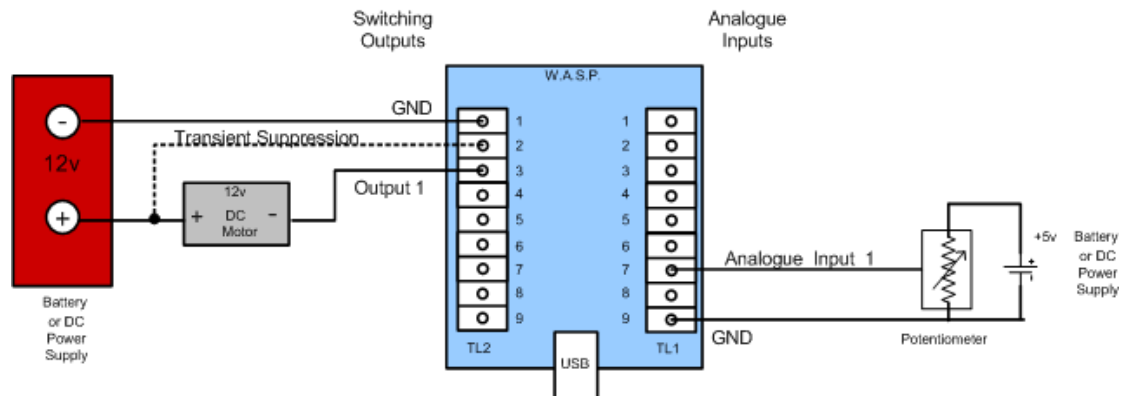 Switching
Outputs
Analogue
Inputs
W.A.S.P.
GND
Transient Suppression
Output 1
-
12v
+
12v
+ DC -
Motor
Battery
or DC
Power
Supply
1
2
3
4
5
6
7
8
9
TL2
1
2
3
4
5
6
7
8
9
TL1
USB
Analogue Input 1
GND
Potentiometer
+5v
+
Battery
or DC
Power
Supply